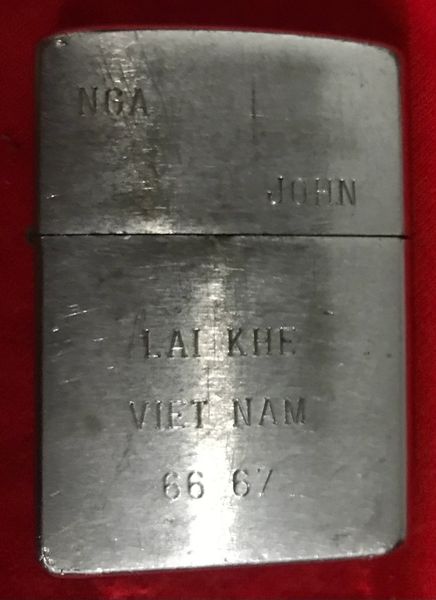 NGA
JOHN
LAI KHE
VIET NAM
66 67